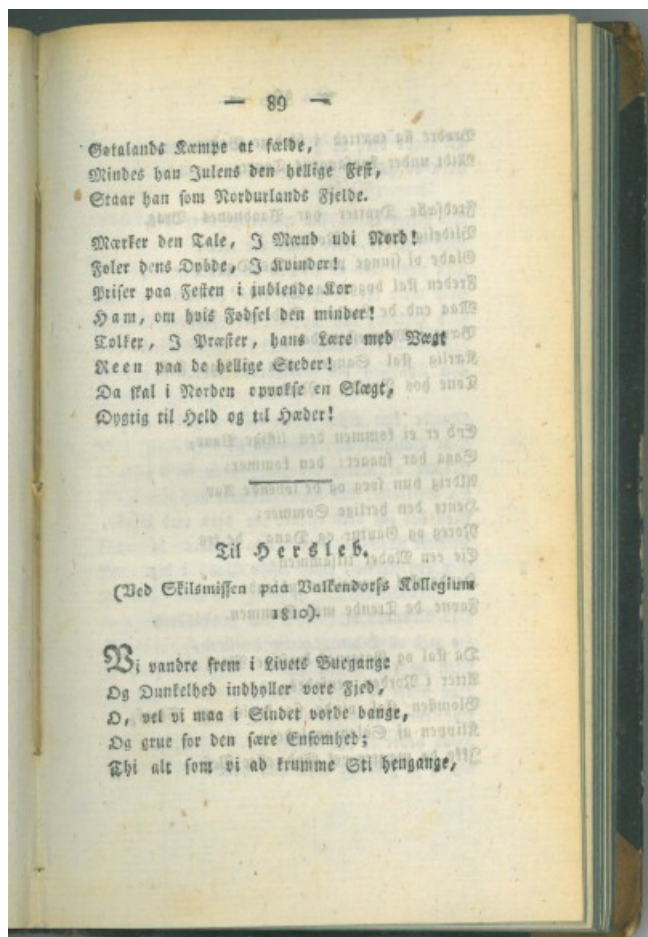 — 89 —
Gotalands Kæmpe at fælde,
Mindes han Julens den hellige Fest,
Staar han som Nordurlands Fjelde.
Mærker den Tale, I Mænd udi Nord!
Føler dens Dybde, I Kvinder!
Priser paa Festen i jublende Kor
Ham, om hvis Fødsel den minder!
Tolker, I Præster, hans Lære med Vægt
Reen paa de hellige Steder!
Da skal i Norden opvokse en Slægt,
Dygtig til Held og til Hæder!
Til Hersleb.
(Ved Skilsmissen paa Valkendorfs Kollegium
1810).
Vi vandre frem i Livets Buegange
Og Dunkelhed indhyller vore Fjed,
O, vel vi maa i Sindet vorde bange,
Og grue for den sære Ensomhed;
Thi alt som vi ad krumme Sti hengange,